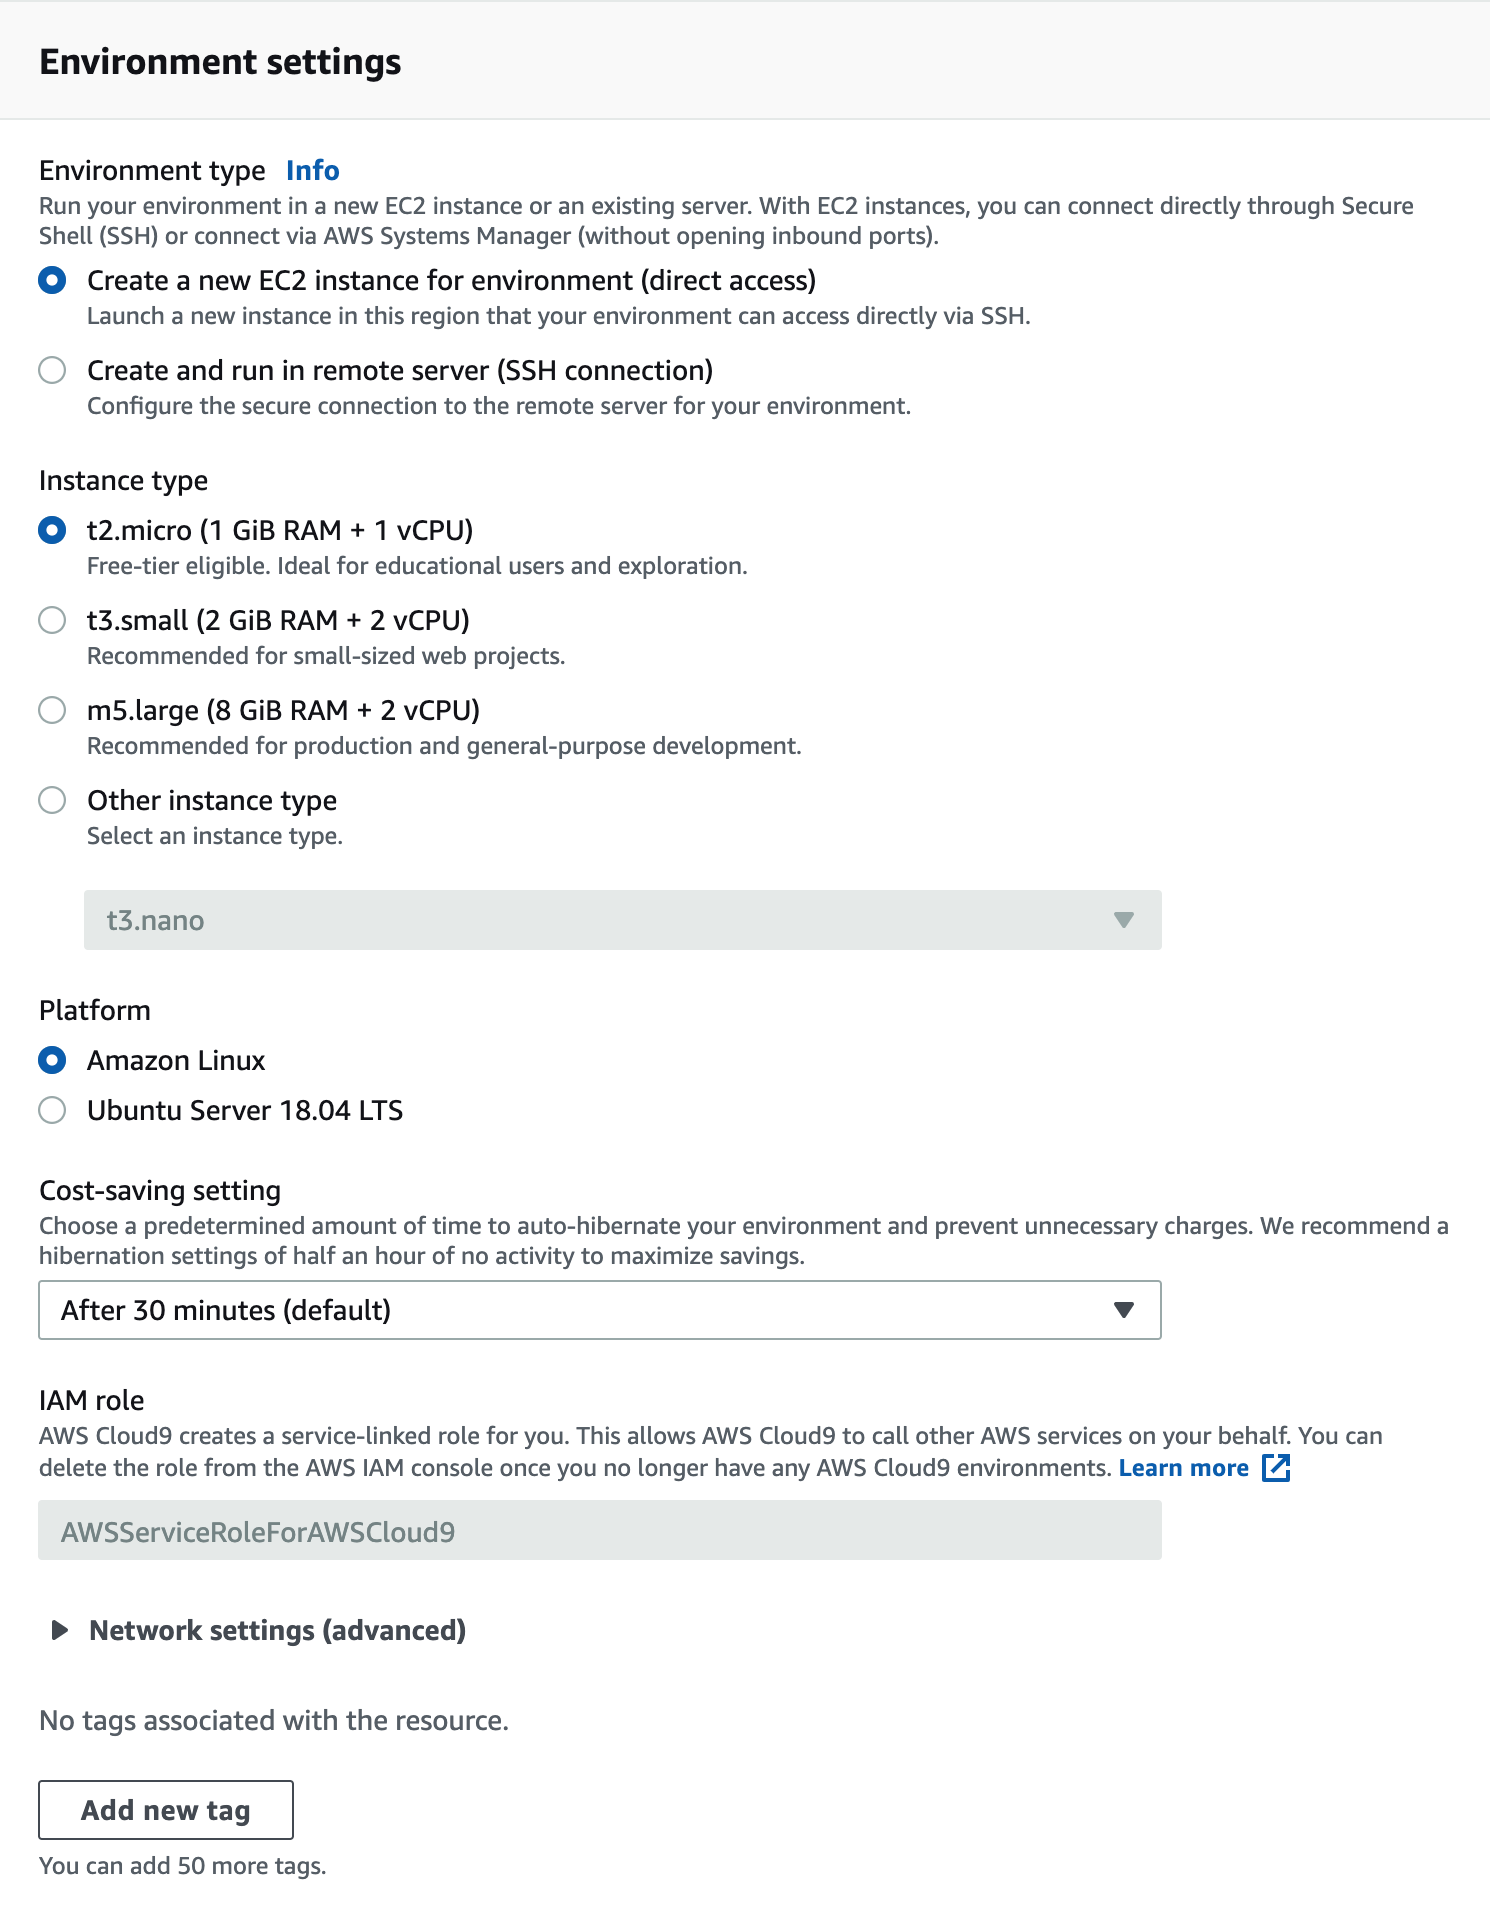 Environment settings
Environment type Info
Run your environment in a new EC2 instance or an existing server. With EC2 instances, you can connect directly through Secure
Shell (SSH) or connect via AWS Systems Manager (without opening inbound ports).
Create a new EC2 instance for environment (direct access)
Launch a new instance in this region that your environment can access directly via SSH.
Create and run in remote server (SSH connection)
Configure the secure connection to the remote server for your environment.
Instance type
t2.micro (1 GiB RAM + 1 vCPU)
Free-tier eligible. Ideal for educational users and exploration.
t3.small (2 GiB RAM + 2 vCPU)
Recommended for small-sized web projects.
m5.large (8 GiB RAM + 2 vCPU)
Recommended for production and general-purpose development.
Other instance type
Select an instance type.
t3.nano
Platform
Amazon Linux
Ubuntu Server 18.04 LTS
Cost-saving setting
Choose a predetermined amount of time to auto-hibernate your environment and prevent unnecessary charges. We recommend a
hibernation settings of half an hour of no activity to maximize savings.
After 30 minutes (default)
IAM role
AWS Cloud9 creates a service-linked role for you. This allows AWS Cloud9 to call other AWS services on your behalf. You can
delete the role from the AWS IAM console once you no longer have any AWS Cloud9 environments. Learn more
AWSServiceRoleForAWSCloud9
Network settings (advanced)
No tags associated with the resource.
Add new tag
You can add 50 more tags.